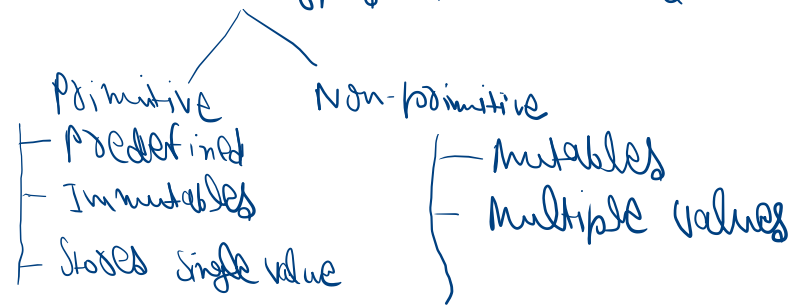 Primitive Non-primitive
Predefined
Mutables
Immutables
Multiple values
Stores single value